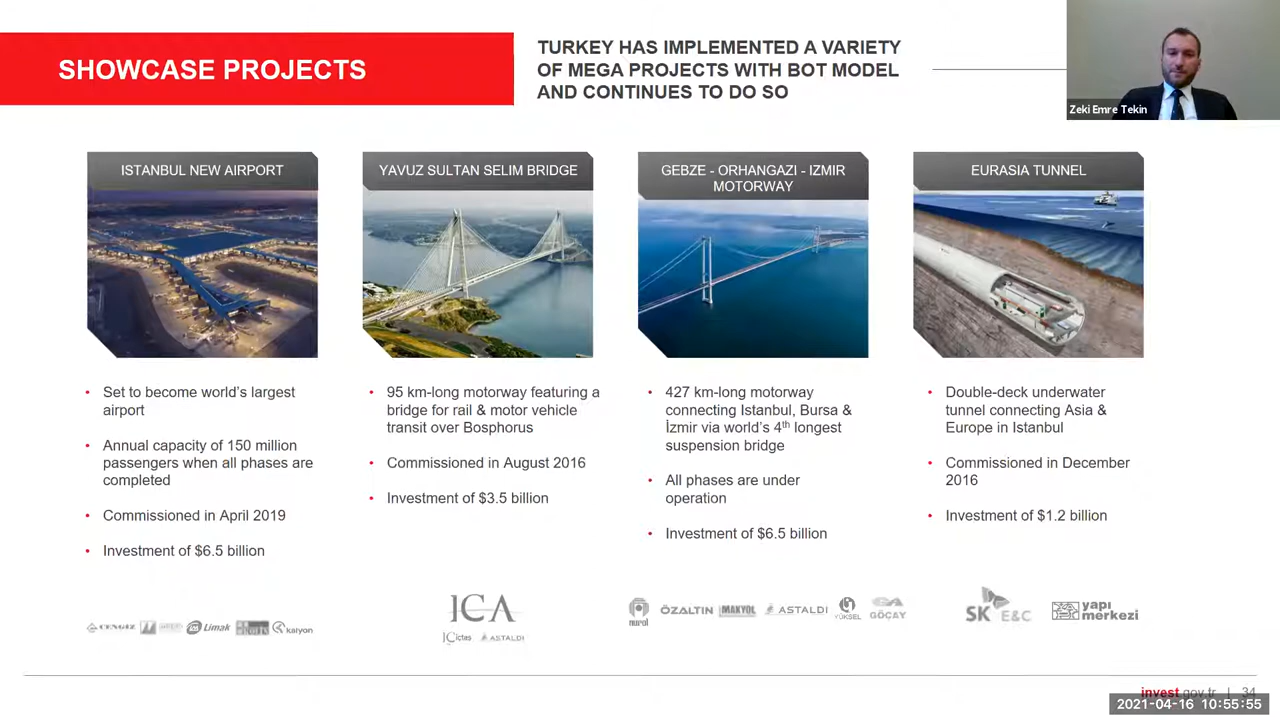 SHOWCASE PROJECTS
TURKEY HAS IMPLEMENTED A VARIETY
OF MEGA PROJECTS WITH BOT MODEL
AND CONTINUES TO DO SO
Zeki Emre Tekin
ISTANBUL NEW AIRPORT
• Set to become world's largest
airport
• Annual capacity of 150 million
passengers when all phases are
completed
• Commissioned in April 2019
• Investment of $6.5 billion
CENGIZ
Limak
kalyon
YAVUZ SULTAN SELIM BRIDGE
• 95 km-long motorway featuring a
bridge for rail & motor vehicle
transit over Bosphorus
• Commissioned in August 2016
• Investment of $3.5 billion
ICA
ICictas ASTALDI
GEBZE - ORHANGAZI - IZMIR
MOTORWAY
• 427 km-long motorway
connecting Istanbul, Bursa &
İzmir via world's 4th longest
suspension bridge
• All phases are under
operation
• Investment of $6.5 billion
nurol
ÖZALTIN
MAKYOL
ASTALDI
YÜKSEL
GÖÇAY
EURASIA TUNNEL
• Double-deck underwater
tunnel connecting Asia &
Europe in Istanbul
• Commissioned in December
2016
• Investment of $1.2 billion
SK E&C
yapı
merkezi
invest.gov.tr | 34
2021-04-16 10:55:55